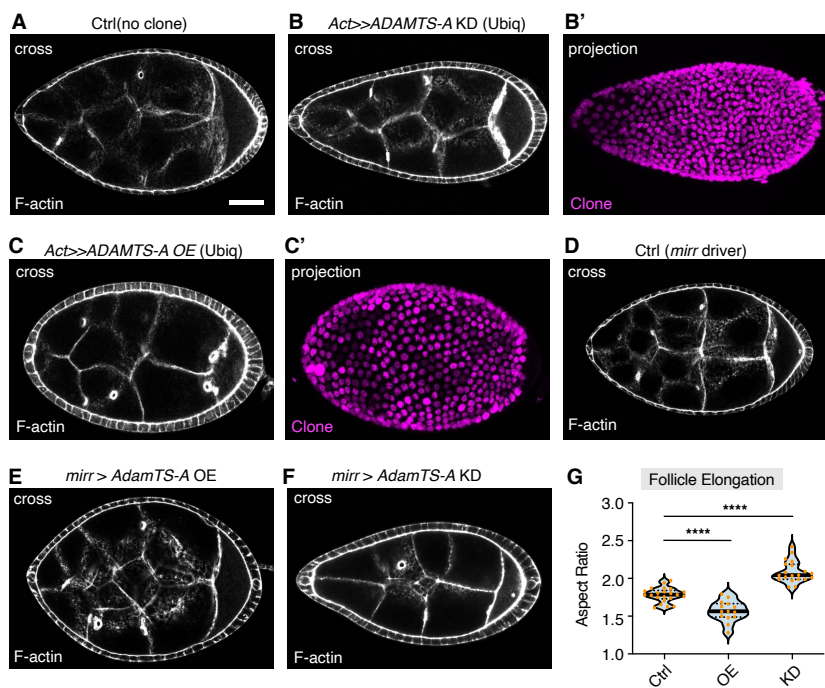 A Ctrl(no clone)
cross
F-actin
B Act>>ADAMTS-A KD (Ubiq)
cross
F-actin
B’
projection
Clone
C Act>>ADAMTS-A OE (Ubiq)
cross
F-actin
C’
projection
Clone
D Ctrl (mirr driver)
cross
F-actin
E mirr > AdamTS-A OE
cross
F-actin
F mirr > AdamTS-A KD
cross
F-actin
G Follicle Elongation
Aspect Ratio
3.0
2.5
2.0
1.5
1.0
****
****
Ctrl
OE
KD